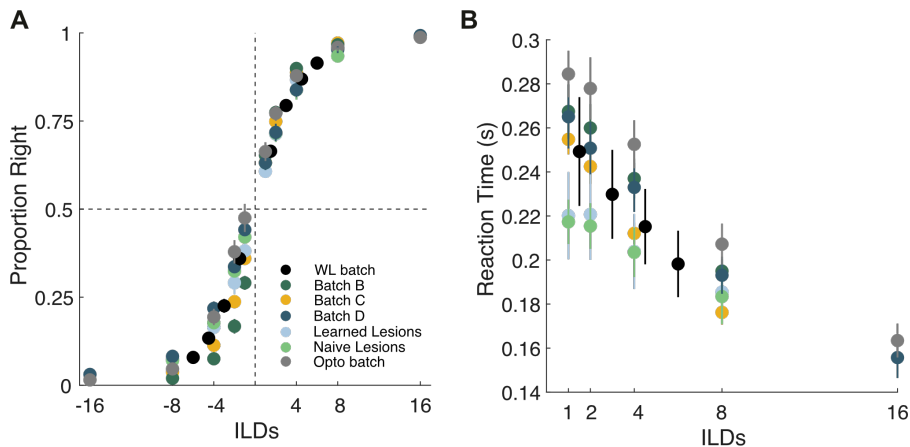 A
Proportion Right
1
0.75
0.5
0.25
0
-16
-8
-4
4
8
16
ILDs
WL batch
Batch B
Batch C
Batch D
Learned Lesions
Naive Lesions
Opto batch
B
Reaction Time (s)
0.3
0.28
0.26
0.24
0.22
0.2
0.18
0.16
0.14
1
2
4
8
16
ILDs